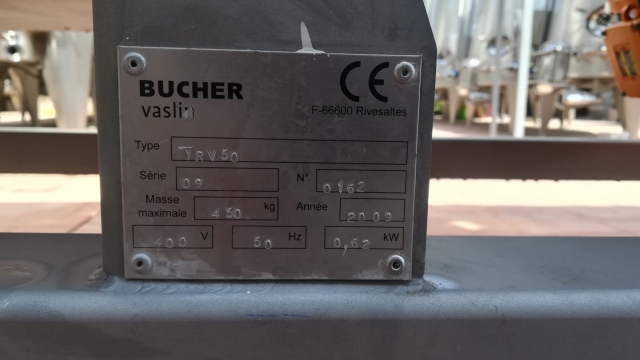 BUCHER
vaslin
CE
F-66600 Rivesaltes
Type TRV50
Série 09 N° 0162
Masse maximale 450 kg Année 2009
400 V 50 Hz 0,62 kW